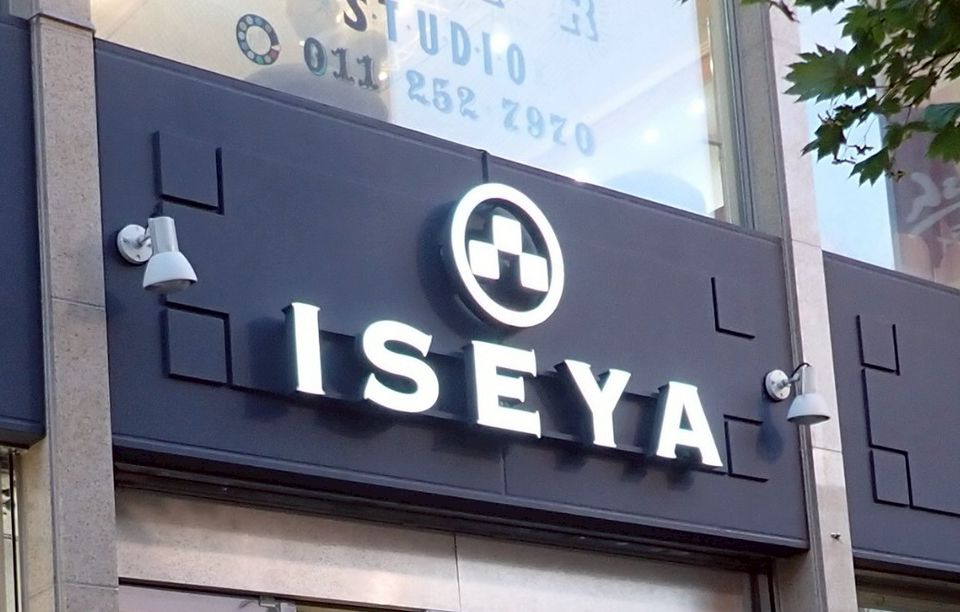 STUDIO
011 252 7970
ISEYA